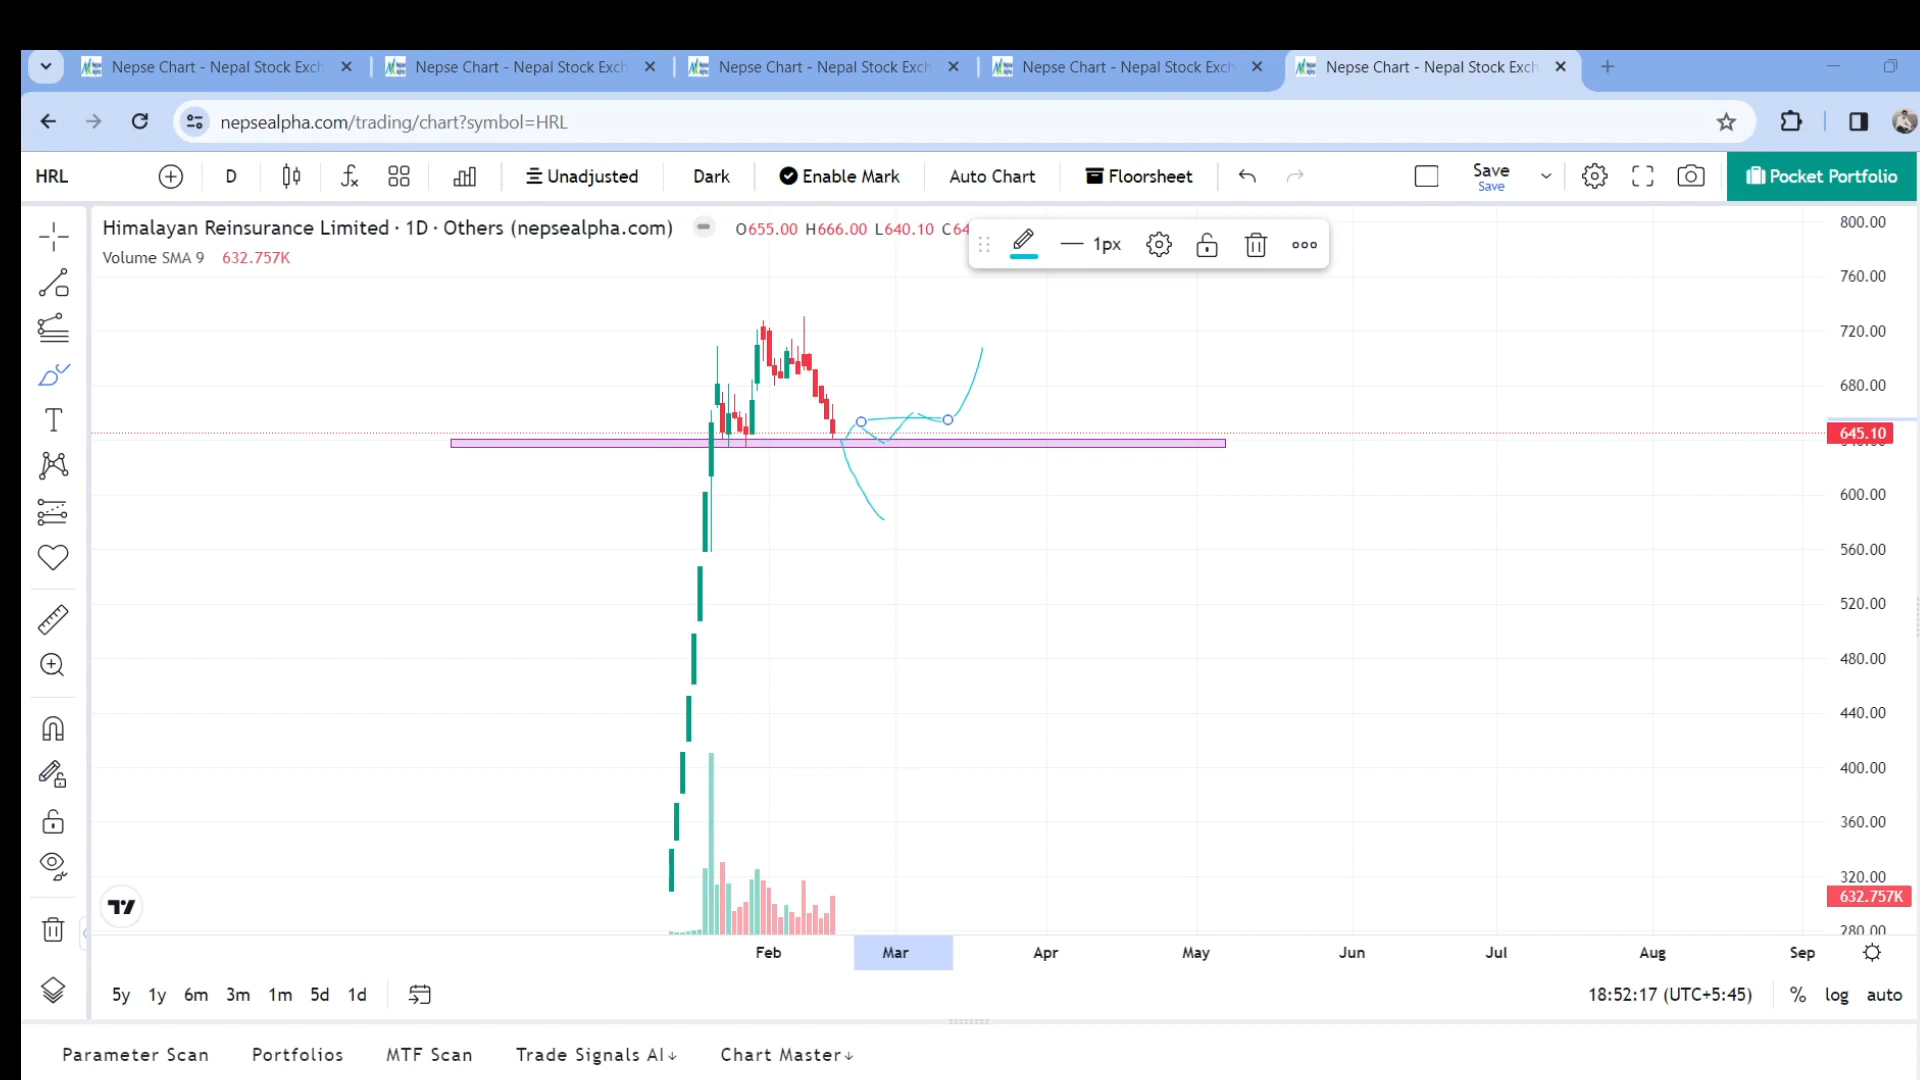 Nepse Chart - Nepal Stock Exch
Nepse Chart - Nepal Stock Exch
Nepse Chart - Nepal Stock Exch
Nepse Chart - Nepal Stock Exch
Nepse Chart - Nepal Stock Exch
nepsealpha.com/trading/chart?symbol=HRL
HRL D Unadjusted Dark Enable Mark Auto Chart Floorsheet Save Pocket Portfolio
Save
Himalayan Reinsurance Limited · 1D · Others (nepsealpha.com) O655.00 H666.00 L640.10 C64
1px
Volume SMA 9 632.757K
800.00
760.00
720.00
680.00
645.10
600.00
560.00
520.00
480.00
440.00
400.00
360.00
320.00
632.757K
280.00
Feb Mar Apr May Jun Jul Aug Sep
5y 1y 6m 3m 1m 5d 1d 18:52:17 (UTC+5:45) % log auto
Parameter Scan Portfolios MTF Scan Trade Signals AI↓ Chart Master↓